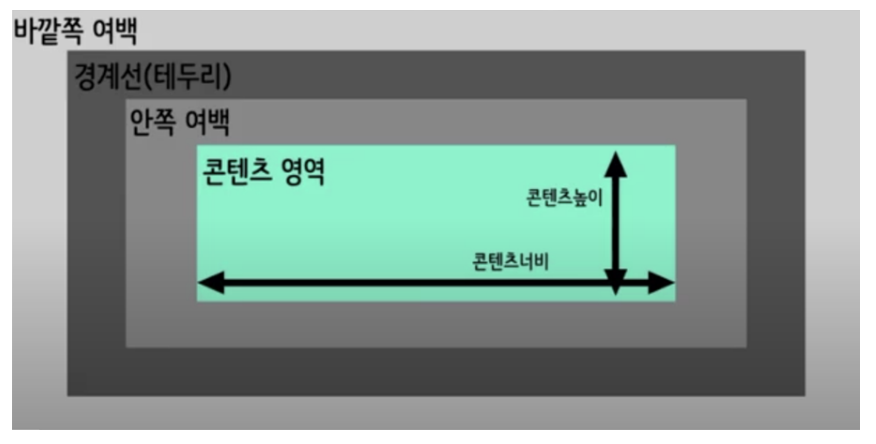 바깥쪽 여백
경계선(테두리)
안쪽 여백
콘텐츠 영역
콘텐츠높이
콘텐츠너비